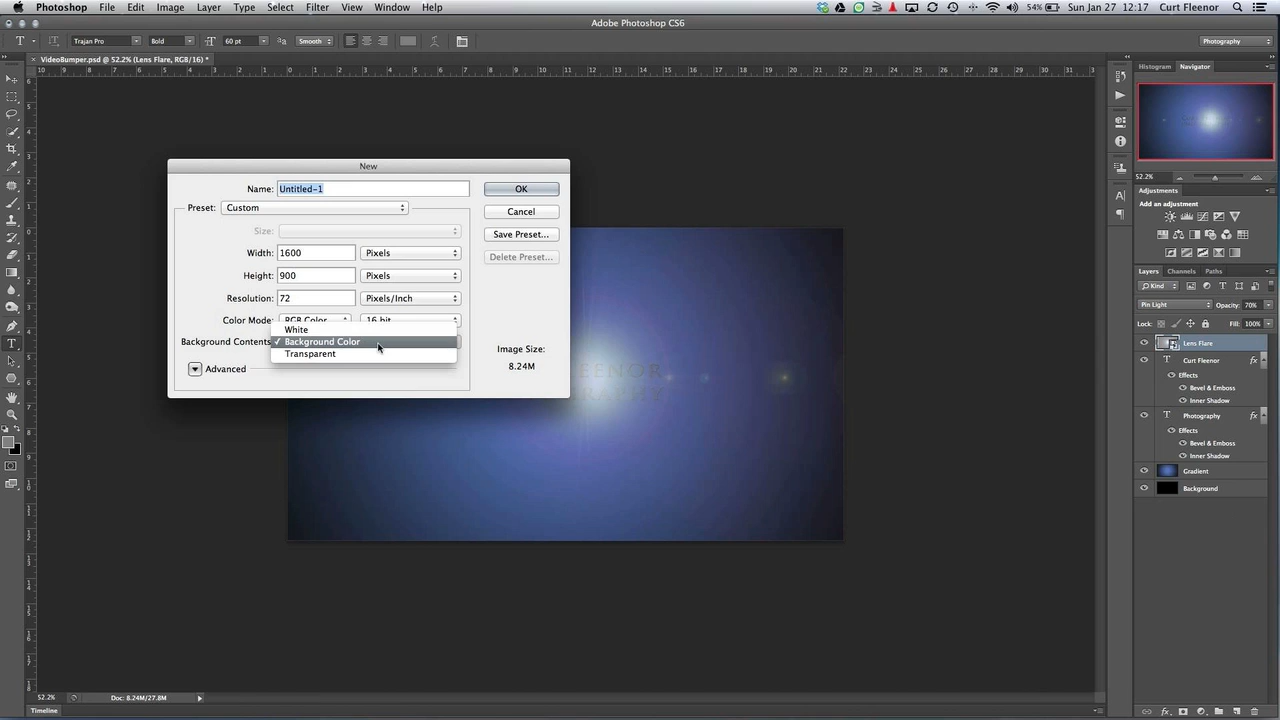 Photoshop File Edit Image Layer Type Select Filter View Window Help 54% Sun Jan 27 12:17 Curt Fleenor
Adobe Photoshop CS6
T Trajan Pro Bold 60 pt Smooth Photography
× VideoBumper.psd @ 52.2% (Lens Flare, RGB/16) *
Histogram Navigator
52.2%
Adjustments
Add an adjustment
Layers Channels Paths
Kind
Pin Light Opacity: 70%
Lock: Fill: 100%
Lens Flare
T Curt Fleenor fx
Effects
Bevel & Emboss
Inner Shadow
T Photography fx
Effects
Bevel & Emboss
Inner Shadow
Gradient
Background
New
Name: Untitled-1 OK
Preset: Custom Cancel
Size: Save Preset...
Width: 1600 Pixels Delete Preset...
Height: 900 Pixels
Resolution: 72 Pixels/Inch
Color Mode: RGB Color 16 bit
White
Background Contents: ✓ Background Color
Transparent
Advanced
Image Size:
8.24M
52.2% Doc: 8.24M/27.8M
Timeline